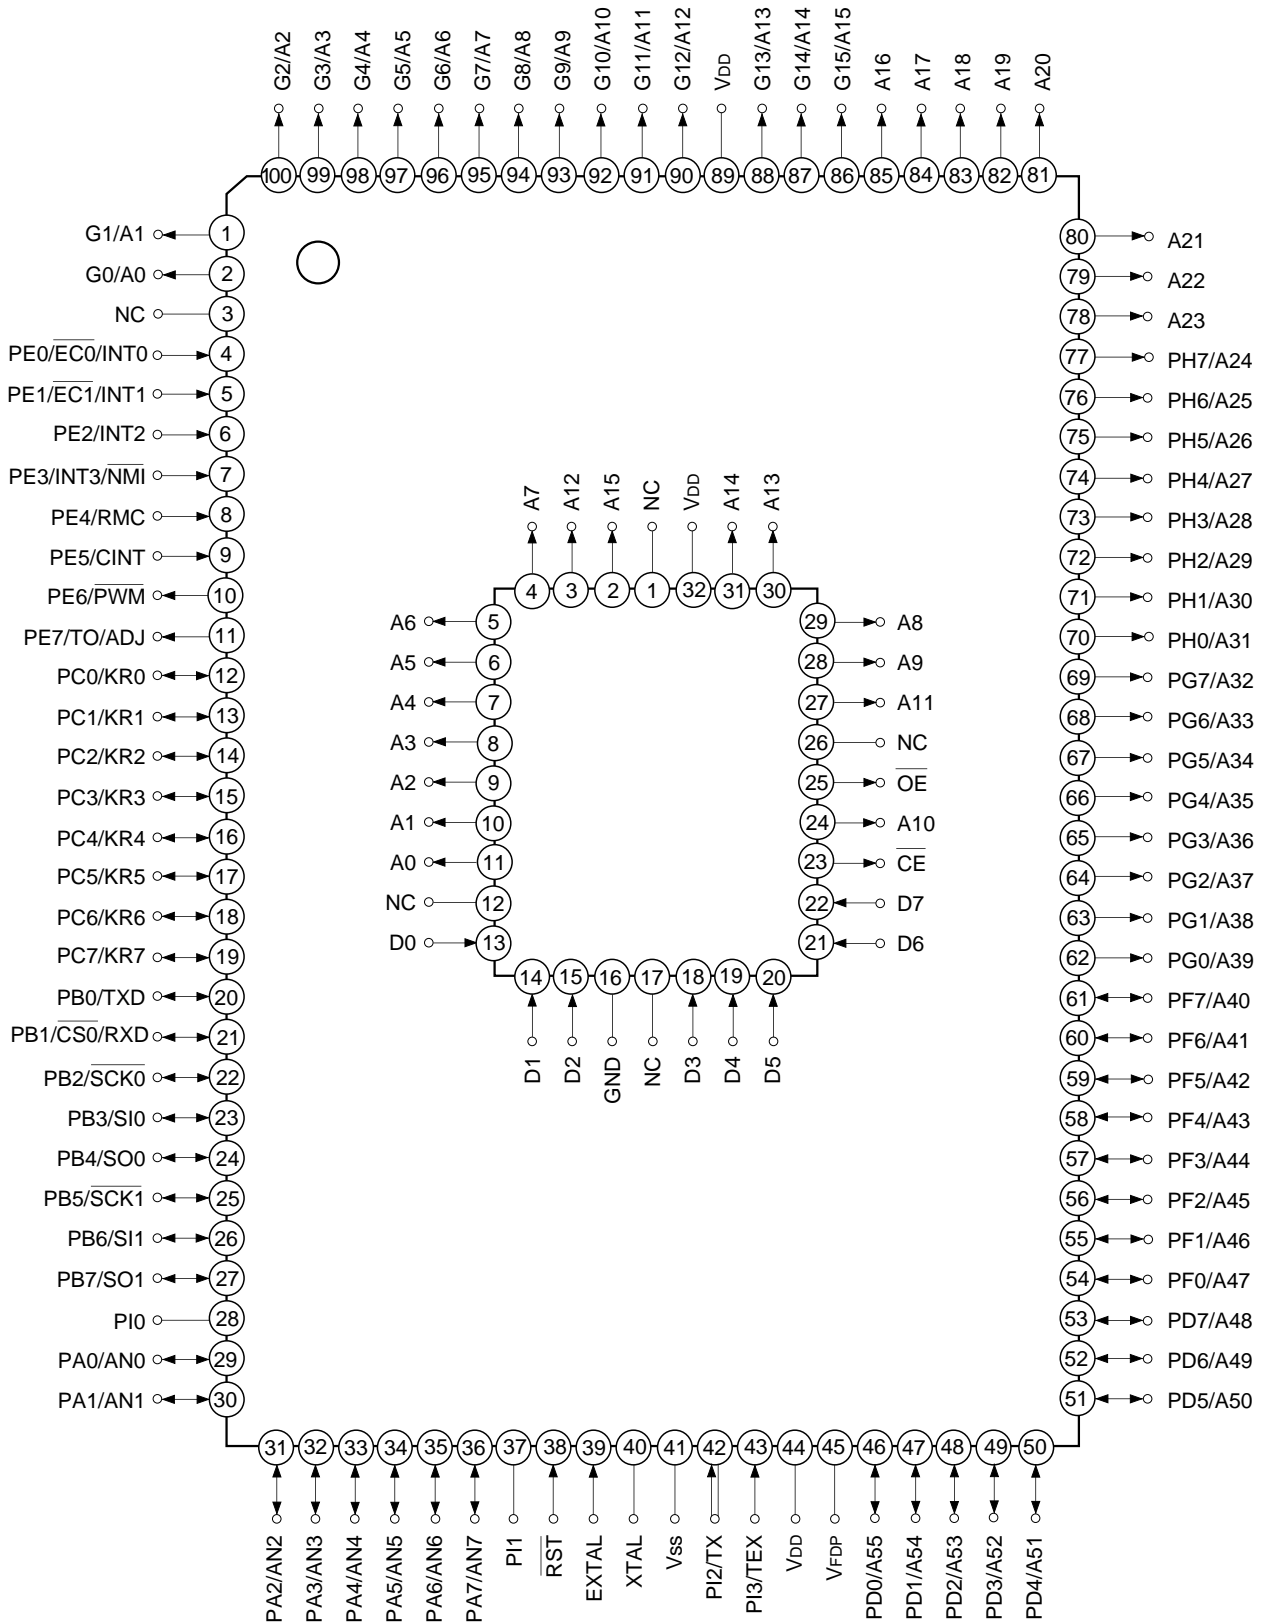 G2/A2
G3/A3
G4/A4
G5/A5
G6/A6
G7/A7
G8/A8
G9/A9
G10/A10
G11/A11
G12/A12
VDD
G13/A13
G14/A14
G15/A15
A16
A17
A18
A19
A20
100
99
98
97
96
95
94
93
92
91
90
89
88
87
86
85
84
83
82
81
G1/A1 1
G0/A0 2
NC 3
PE0/E̅C̅0̅/INT0 4
PE1/E̅C̅1̅/INT1 5
PE2/INT2 6
PE3/INT3/N̅M̅I̅ 7
PE4/RMC 8
PE5/CINT 9
PE6/P̅W̅M̅ 10
PE7/TO/ADJ 11
PC0/KR0 12
PC1/KR1 13
PC2/KR2 14
PC3/KR3 15
PC4/KR4 16
PC5/KR5 17
PC6/KR6 18
PC7/KR7 19
PB0/TXD 20
PB1/C̅S̅0̅/RXD 21
PB2/S̅C̅K̅0̅ 22
PB3/SI0 23
PB4/SO0 24
PB5/S̅C̅K̅1̅ 25
PB6/SI1 26
PB7/SO1 27
PI0 28
PA0/AN0 29
PA1/AN1 30
A7
A12
A15
NC
VDD
A14
A13
4
3
2
1
32
31
30
A6 5
A5 6
A4 7
A3 8
A2 9
A1 10
A0 11
NC 12
D0 13
29 A8
28 A9
27 A11
26 NC
25 O̅E̅
24 A10
23 C̅E̅
22 D7
21 D6
14
15
16
17
18
19
20
D1
D2
GND
NC
D3
D4
D5
80 A21
79 A22
78 A23
77 PH7/A24
76 PH6/A25
75 PH5/A26
74 PH4/A27
73 PH3/A28
72 PH2/A29
71 PH1/A30
70 PH0/A31
69 PG7/A32
68 PG6/A33
67 PG5/A34
66 PG4/A35
65 PG3/A36
64 PG2/A37
63 PG1/A38
62 PG0/A39
61 PF7/A40
60 PF6/A41
59 PF5/A42
58 PF4/A43
57 PF3/A44
56 PF2/A45
55 PF1/A46
54 PF0/A47
53 PD7/A48
52 PD6/A49
51 PD5/A50
31
32
33
34
35
36
37
38
39
40
41
42
43
44
45
46
47
48
49
50
PA2/AN2
PA3/AN3
PA4/AN4
PA5/AN5
PA6/AN6
PA7/AN7
PI1
R̅S̅T̅
EXTAL
XTAL
Vss
PI2/TX
PI3/TEX
VDD
VFDP
PD0/A55
PD1/A54
PD2/A53
PD3/A52
PD4/A51